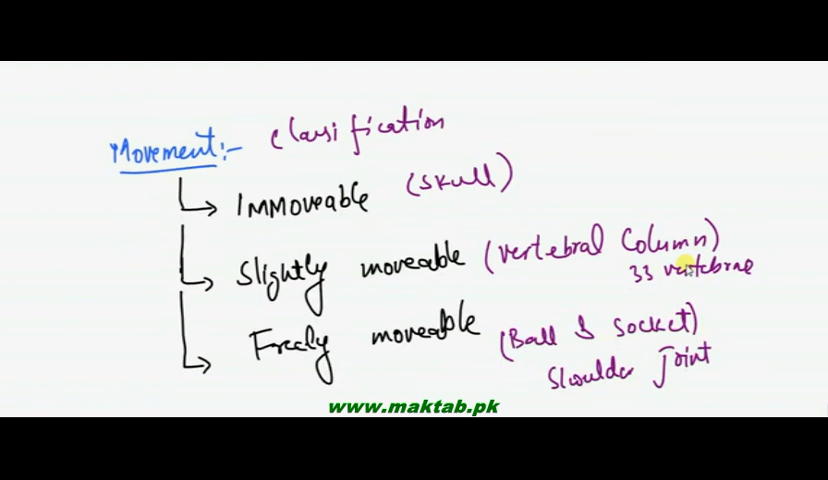 Movement:- Classification
Immoveable (skull)
Slightly moveable (vertebral column)
33 vertebrae
Freely moveable (Ball & socket)
Shoulder joint
www.maktab.pk